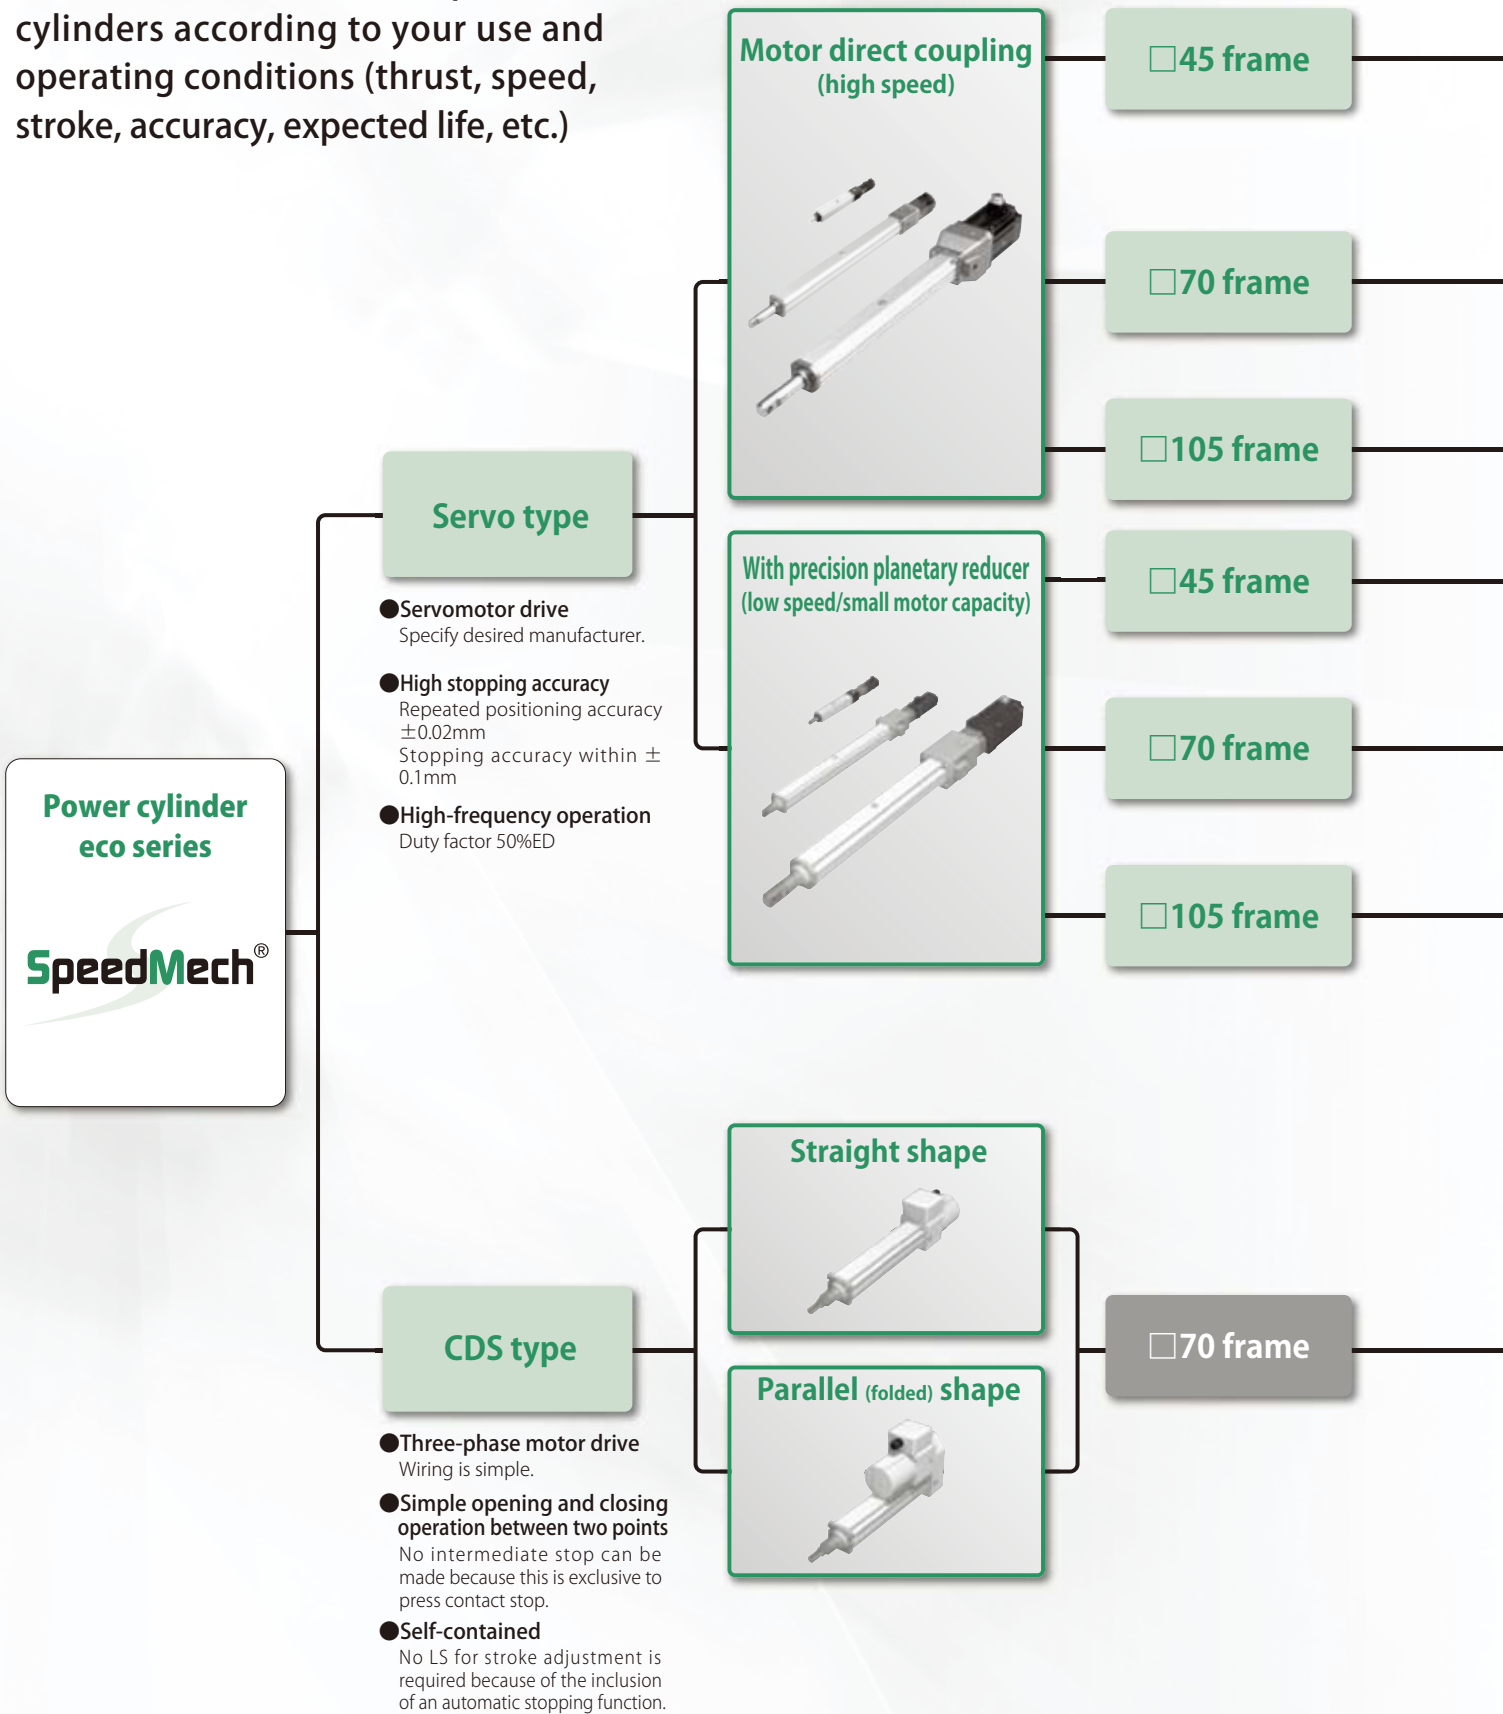 cylinders according to your use and
operating conditions (thrust, speed,
stroke, accuracy, expected life, etc.)
Motor direct coupling
(high speed)
□45 frame
□70 frame
□105 frame
Servo type
●Servomotor drive
Specify desired manufacturer.
●High stopping accuracy
Repeated positioning accuracy
±0.02mm
Stopping accuracy within ±
0.1mm
●High-frequency operation
Duty factor 50%ED
With precision planetary reducer
(low speed/small motor capacity)
□45 frame
□70 frame
□105 frame
Power cylinder
eco series
SpeedMech®
Straight shape
CDS type
Parallel (folded) shape
□70 frame
●Three-phase motor drive
Wiring is simple.
●Simple opening and closing
operation between two points
No intermediate stop can be
made because this is exclusive to
press contact stop.
●Self-contained
No LS for stroke adjustment is
required because of the inclusion
of an automatic stopping function.